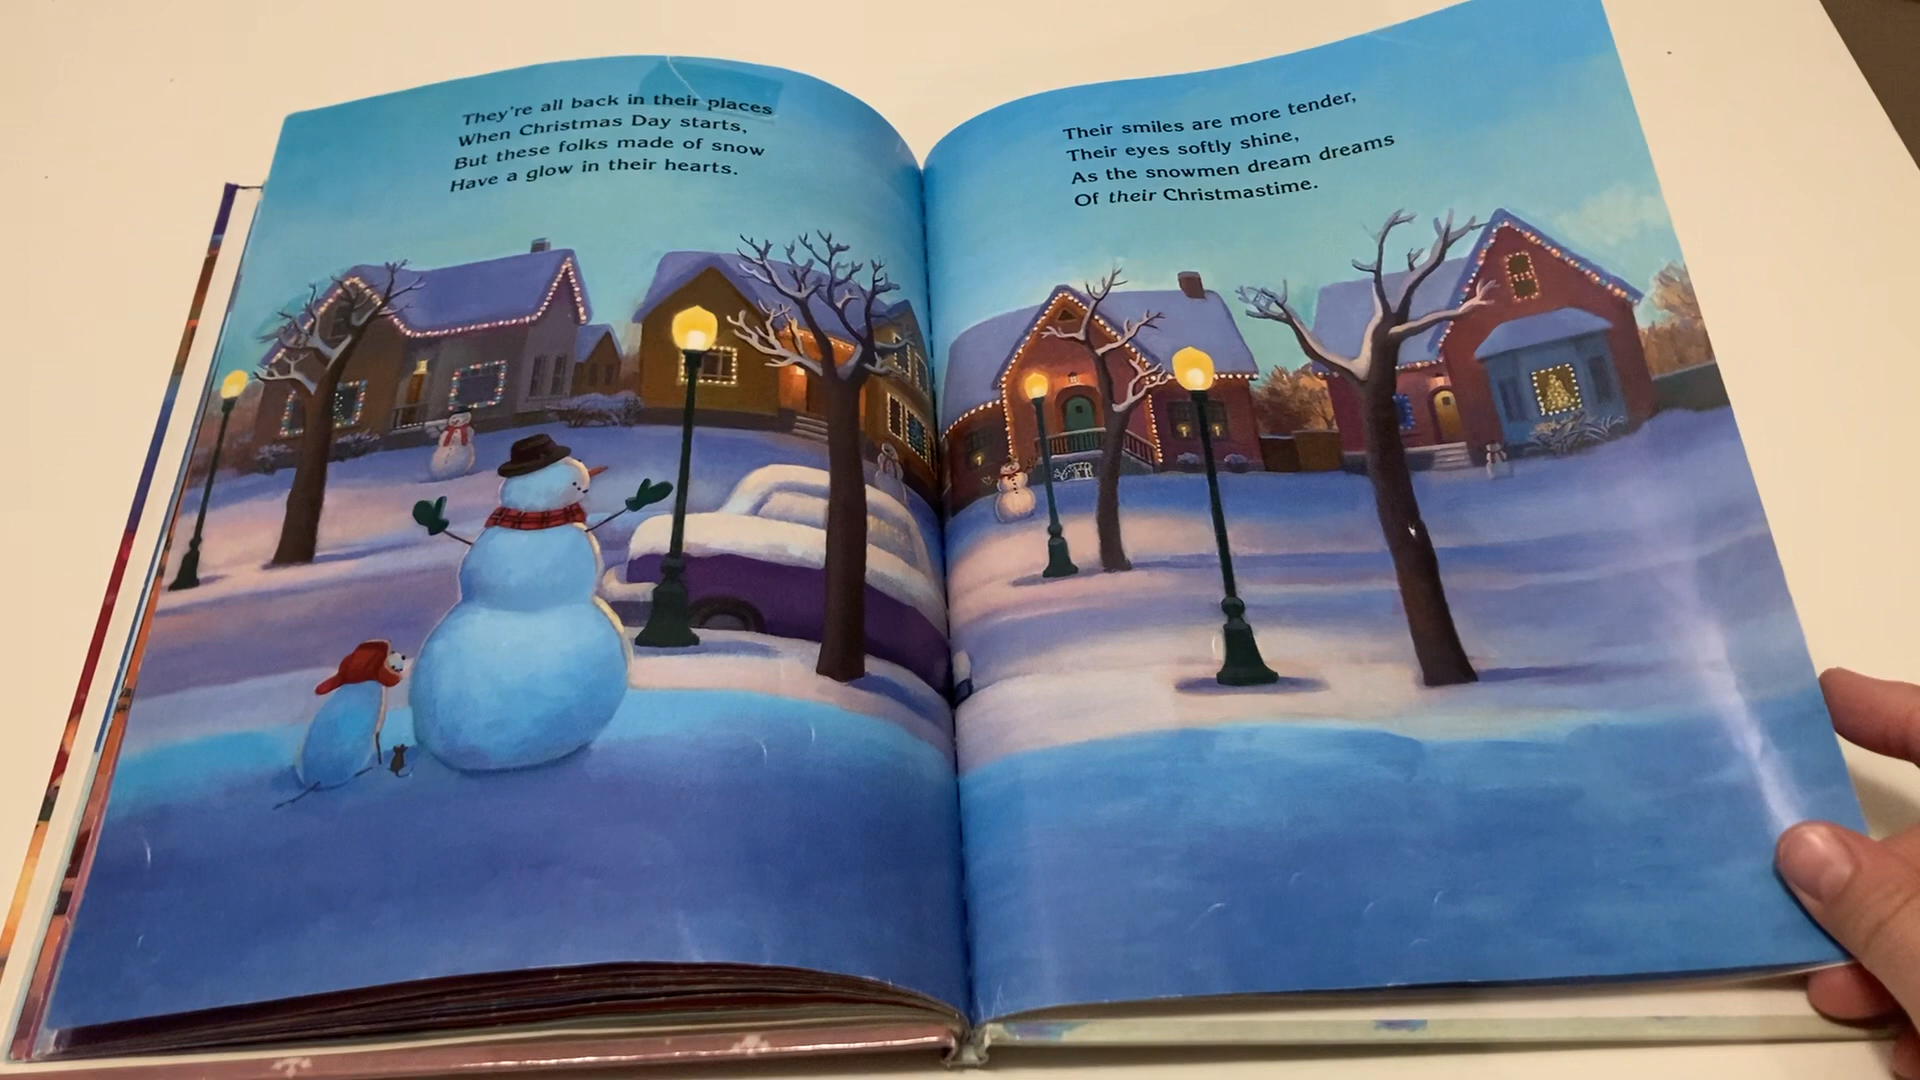 They're all back in their places
When Christmas Day starts,
But these folks made of snow
Have a glow in their hearts.
Their smiles are more tender,
Their eyes softly shine,
As the snowmen dream dreams
Of their Christmastime.